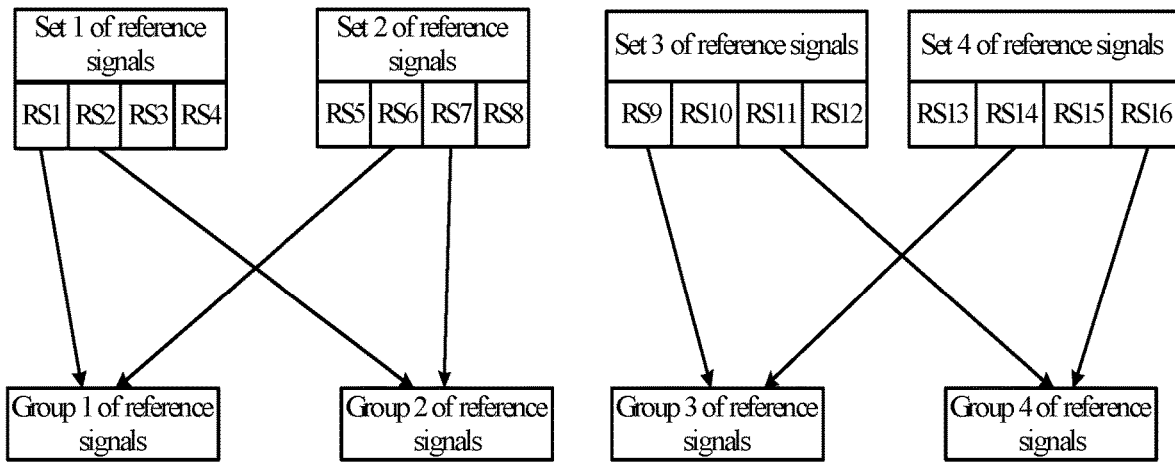 Set 1 of reference
signals
Set 2 of reference
signals
Set 3 of reference signals
Set 4 of reference signals
RS1 RS2 RS3 RS4
RS5 RS6 RS7 RS8
RS9 RS10 RS11 RS12
RS13 RS14 RS15 RS16
Group 1 of reference
signals
Group 2 of reference
signals
Group 3 of reference
signals
Group 4 of reference
signals